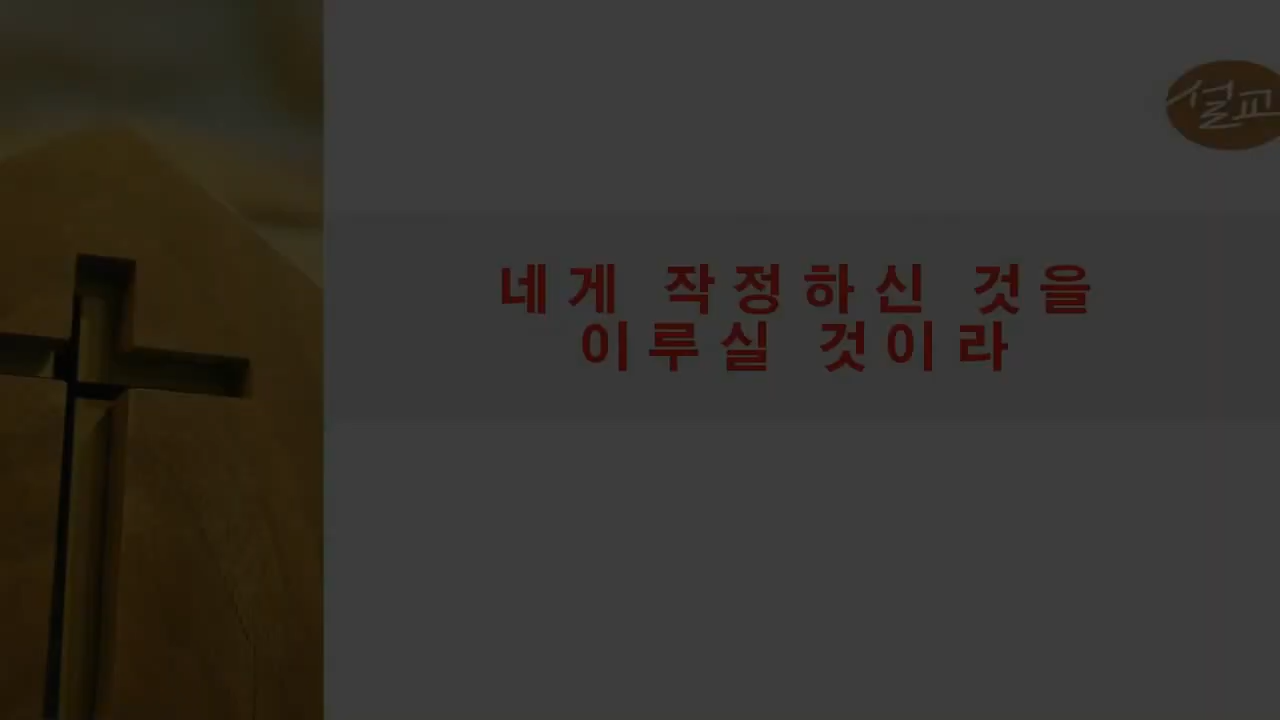 설교
네게 작정하신 것을
이루실 것이라